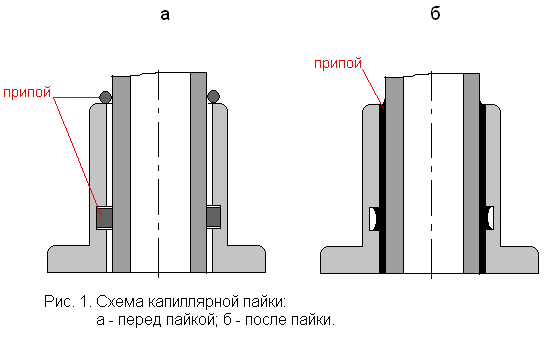 а
б
припой
припой
Рис. 1. Схема капиллярной пайки:
а - перед пайкой; б - после пайки.